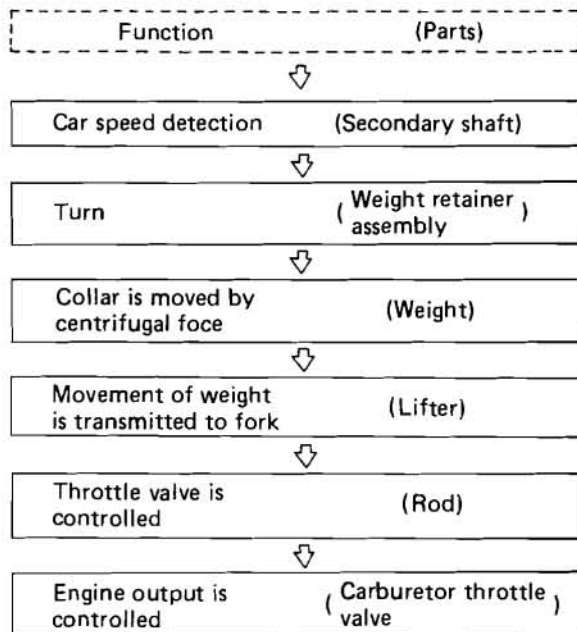 Function (Parts)
Car speed detection (Secondary shaft)
Turn (Weight retainer
assembly)
Collar is moved by
centrifugal foce (Weight)
Movement of weight
is transmitted to fork (Lifter)
Throttle valve is
controlled (Rod)
Engine output is
controlled (Carburetor throttle
valve)